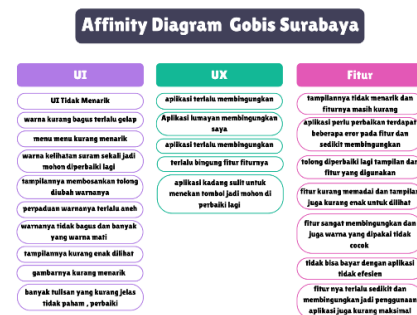 Affinity Diagram Gobis Surabaya
UI
UI Tidak Menarik
warna kurang bagus terlalu gelap
menu menu kurang menarik
warna kelihatan suram sekali jadi
mohon diperbaiki lagi
tampilannya membosankan tolong
diubah warnanya
perpaduan warnanya terlalu aneh
warnanya tidak bagus dan banyak
yang warna mati
tampilannya kurang enak dilihat
gambarnya kurang menarik
banyak tulisan yang kurang jelas
tidak paham , perbaiki
UX
aplikasi terlalu membingungkan
Aplikasi lumayan membingungkan
saya
aplikasi terlalu membingungkan
terlalu bingung fitur fiturnya
aplikasi kadang sulit untuk
menekan tombol jadi mohon di
perbaiki lagi
Fitur
tampilannya tidak menarik dan
fiturnya masih kurang
aplikasi perlu perbaikan terdapat
beberapa eror pada fitur dan
sedikit membingungkan
tolong diperbaiki lagi tampilan dan
fitur yang digunakan
fitur kurang memadai dan tampilan
juga kurang enak untuk dilihat
fitur sangat membingungkan dan
juga warna yang dipakai tidak
cocok
tidak bisa bayar dengan aplikasi
tidak efesien
fitur nya terlalu sedikit dan
membingungkan jadi penggunaan
aplikasi juga kurang maksimal